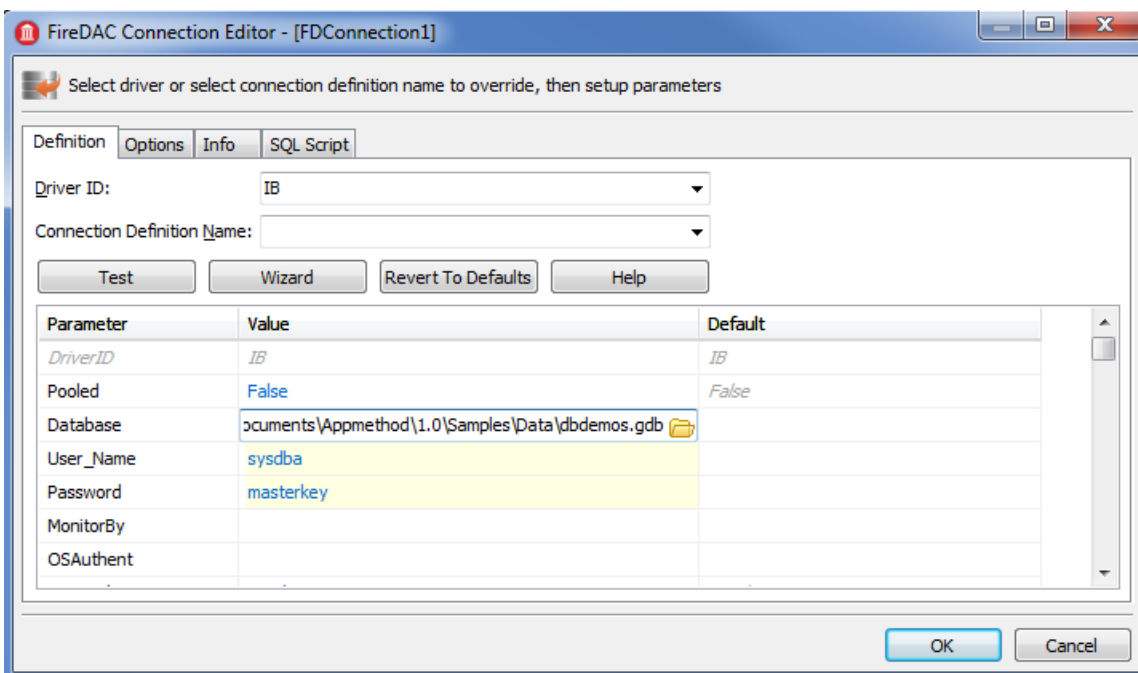 FireDAC Connection Editor - [FDConnection1]
Select driver or select connection definition name to override, then setup parameters
Definition Options Info SQL Script
Driver ID: IB
Connection Definition Name:
Test Wizard Revert To Defaults Help
Parameter Value Default
DriverID IB IB
Pooled False False
Database ocuments\Appmethod\1.0\Samples\Data\dbdemos.gdb
User_Name sysdba
Password masterkey
MonitorBy
OSAuthent
OK Cancel